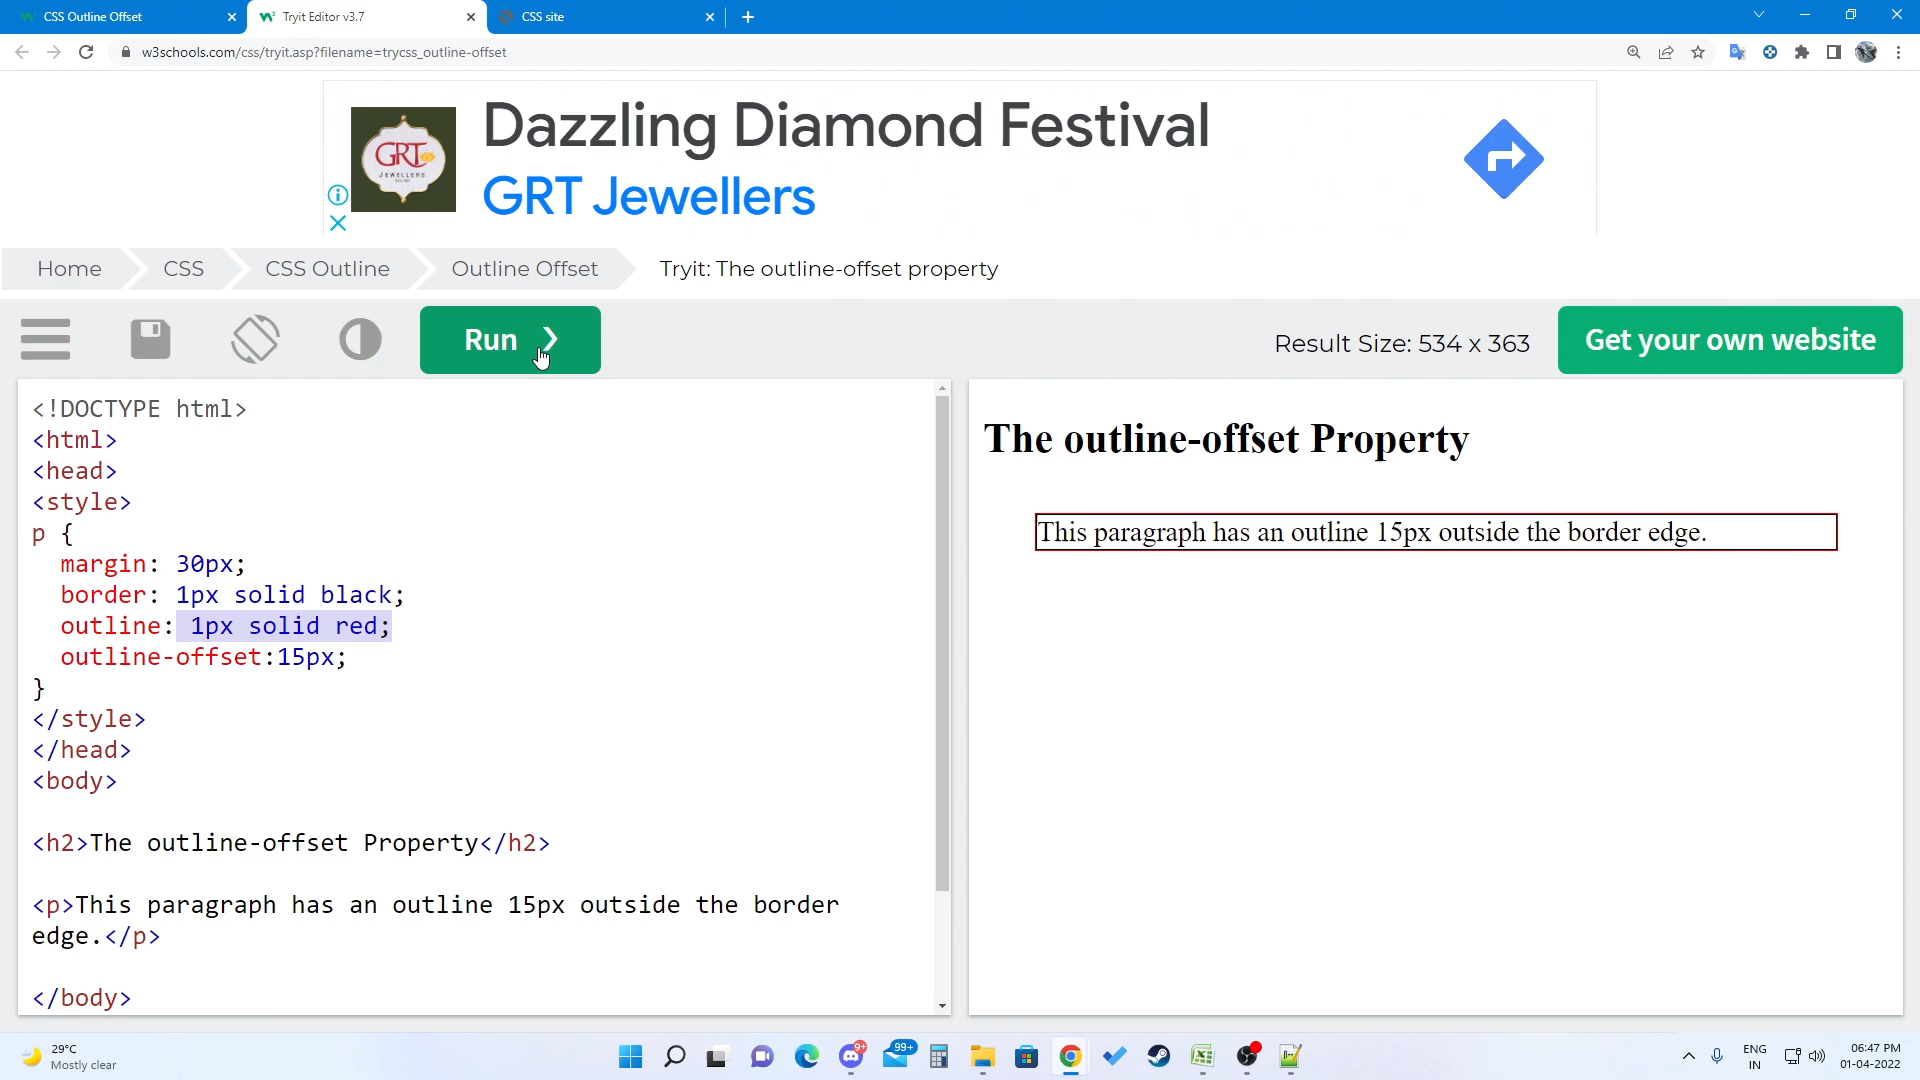 CSS Outline Offset
Tryit Editor v3.7
CSS site
w3schools.com/css/tryit.asp?filename=trycss_outline-offset
Dazzling Diamond Festival
GRT Jewellers
GRT
JEWELLERS
Home
CSS
CSS Outline
Outline Offset
Tryit: The outline-offset property
Run ❯
Result Size: 534 x 363
Get your own website
<!DOCTYPE html>
<html>
<head>
<style>
p {
  margin: 30px;
  border: 1px solid black;
  outline: 1px solid red;
  outline-offset:15px;
}
</style>
</head>
<body>
<h2>The outline-offset Property</h2>
<p>This paragraph has an outline 15px outside the border
edge.</p>
</body>
The outline-offset Property
This paragraph has an outline 15px outside the border edge.
29°C
Mostly clear
9+
99+
ENG
IN
06:47 PM
01-04-2022